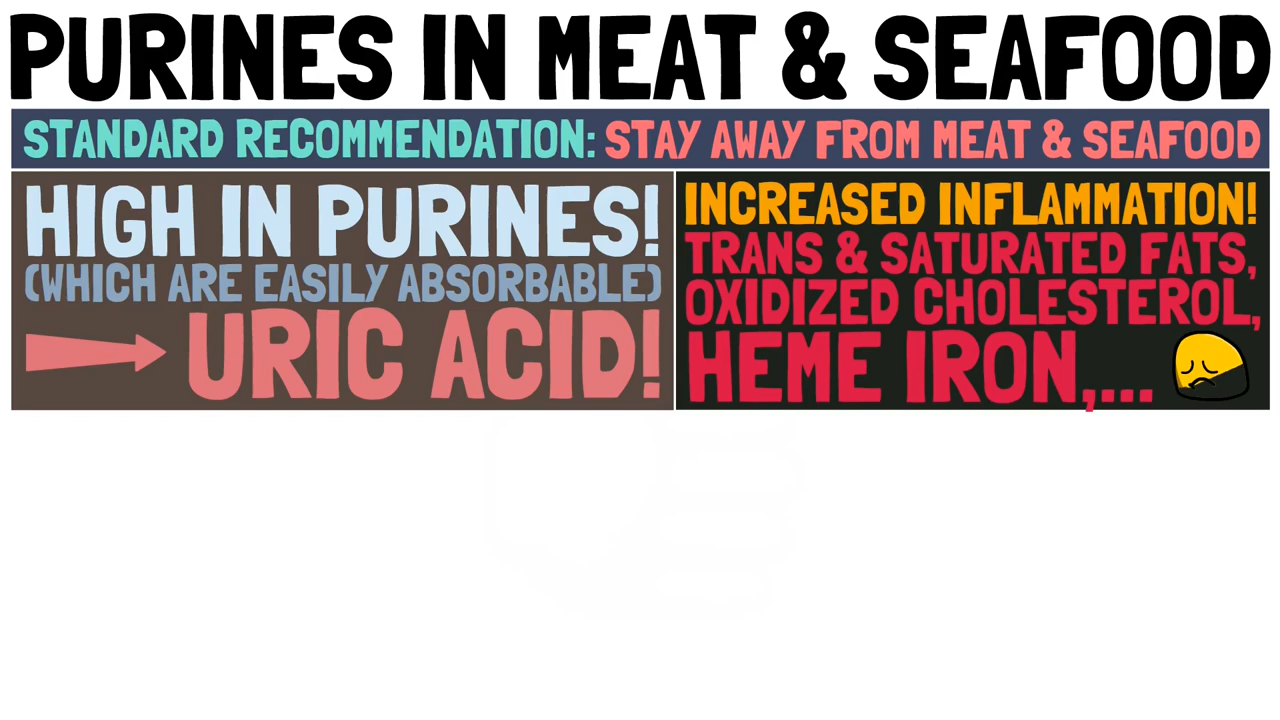 PURINES IN MEAT & SEAFOOD
STANDARD RECOMMENDATION: STAY AWAY FROM MEAT & SEAFOOD
HIGH IN PURINES!
(WHICH ARE EASILY ABSORBABLE)
URIC ACID!
INCREASED INFLAMMATION!
TRANS & SATURATED FATS,
OXIDIZED CHOLESTEROL,
HEME IRON,...